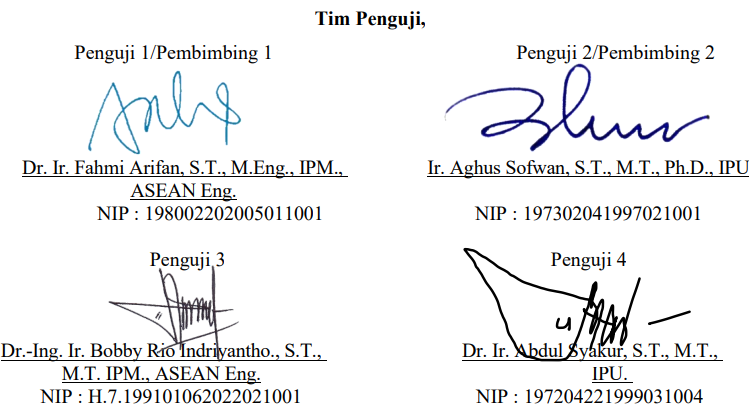 Tim Penguji,
Penguji 1/Pembimbing 1
Penguji 2/Pembimbing 2
Dr. Ir. Fahmi Arifan, S.T., M.Eng., IPM.,
ASEAN Eng.
NIP : 198002202005011001
Ir. Aghus Sofwan, S.T., M.T., Ph.D., IPU
NIP : 197302041997021001
Penguji 3
Dr.-Ing. Ir. Bobby Rio Indriyantho., S.T.,
M.T. IPM., ASEAN Eng.
NIP : H.7.199101062022021001
Penguji 4
Dr. Ir. Abdul Syakur, S.T., M.T.,
IPU.
NIP : 197204221999031004